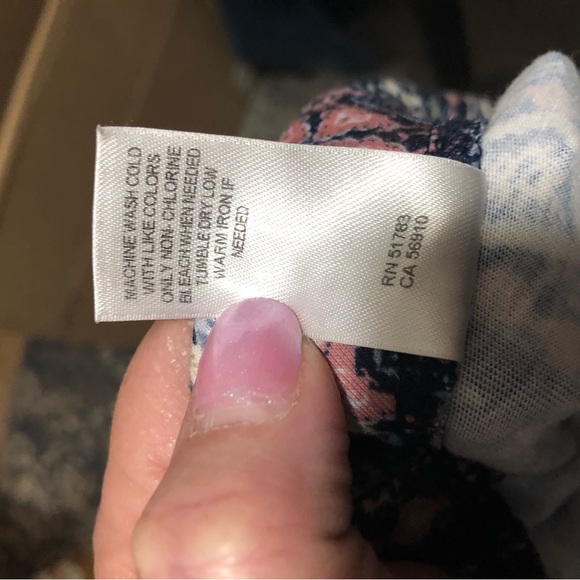 MACHINE WASH COLD
WITH LIKE COLORS
ONLY NON-CHLORINE
BLEACH WHEN NEEDED
TUMBLE DRY LOW
WARM IRON IF
NEEDED
RN 51783
CA 56910